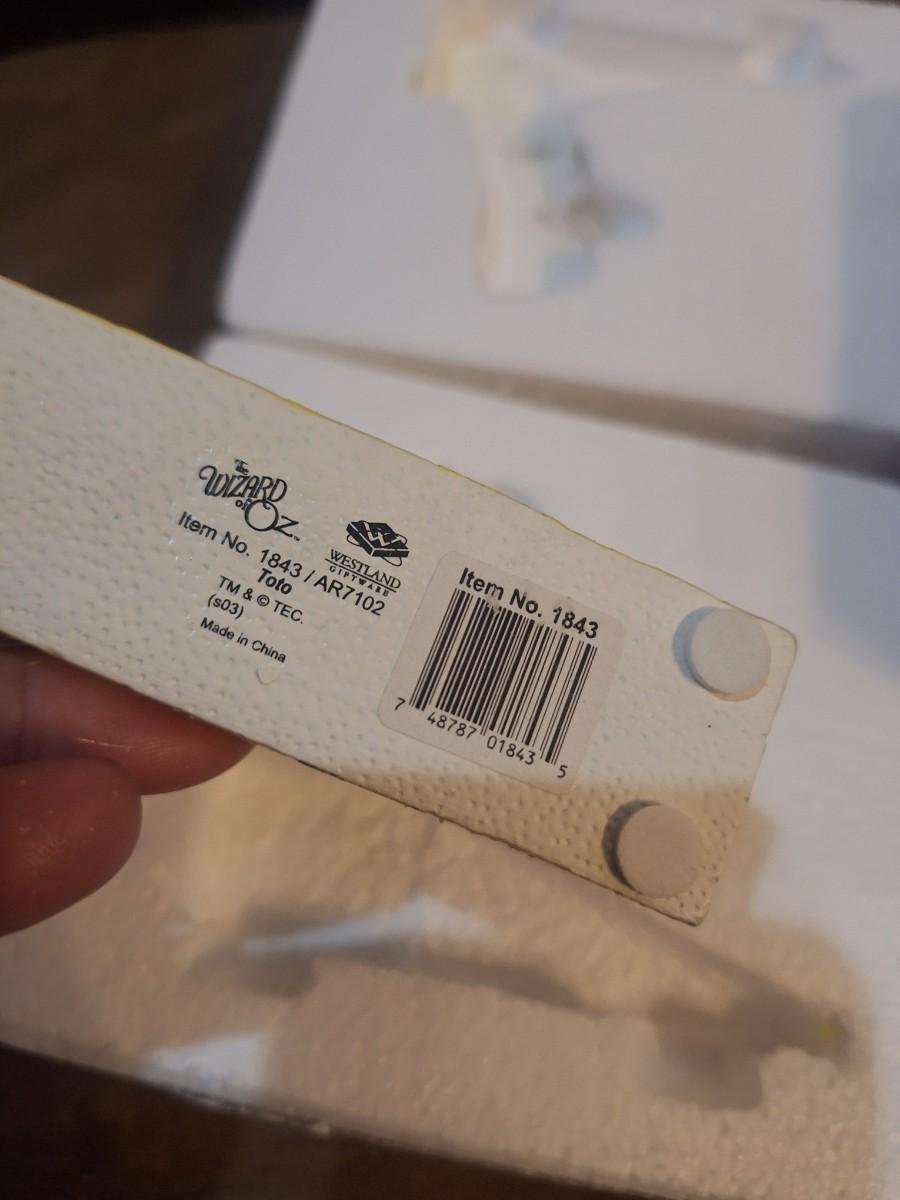 The
WIZARD
of OZ™
Item No. 1843 / AR7102
Toto
TM & © TEC.
(s03)
Made in China
W
WESTLAND
GIFTWARE
Item No. 1843
7 48787 01843 5